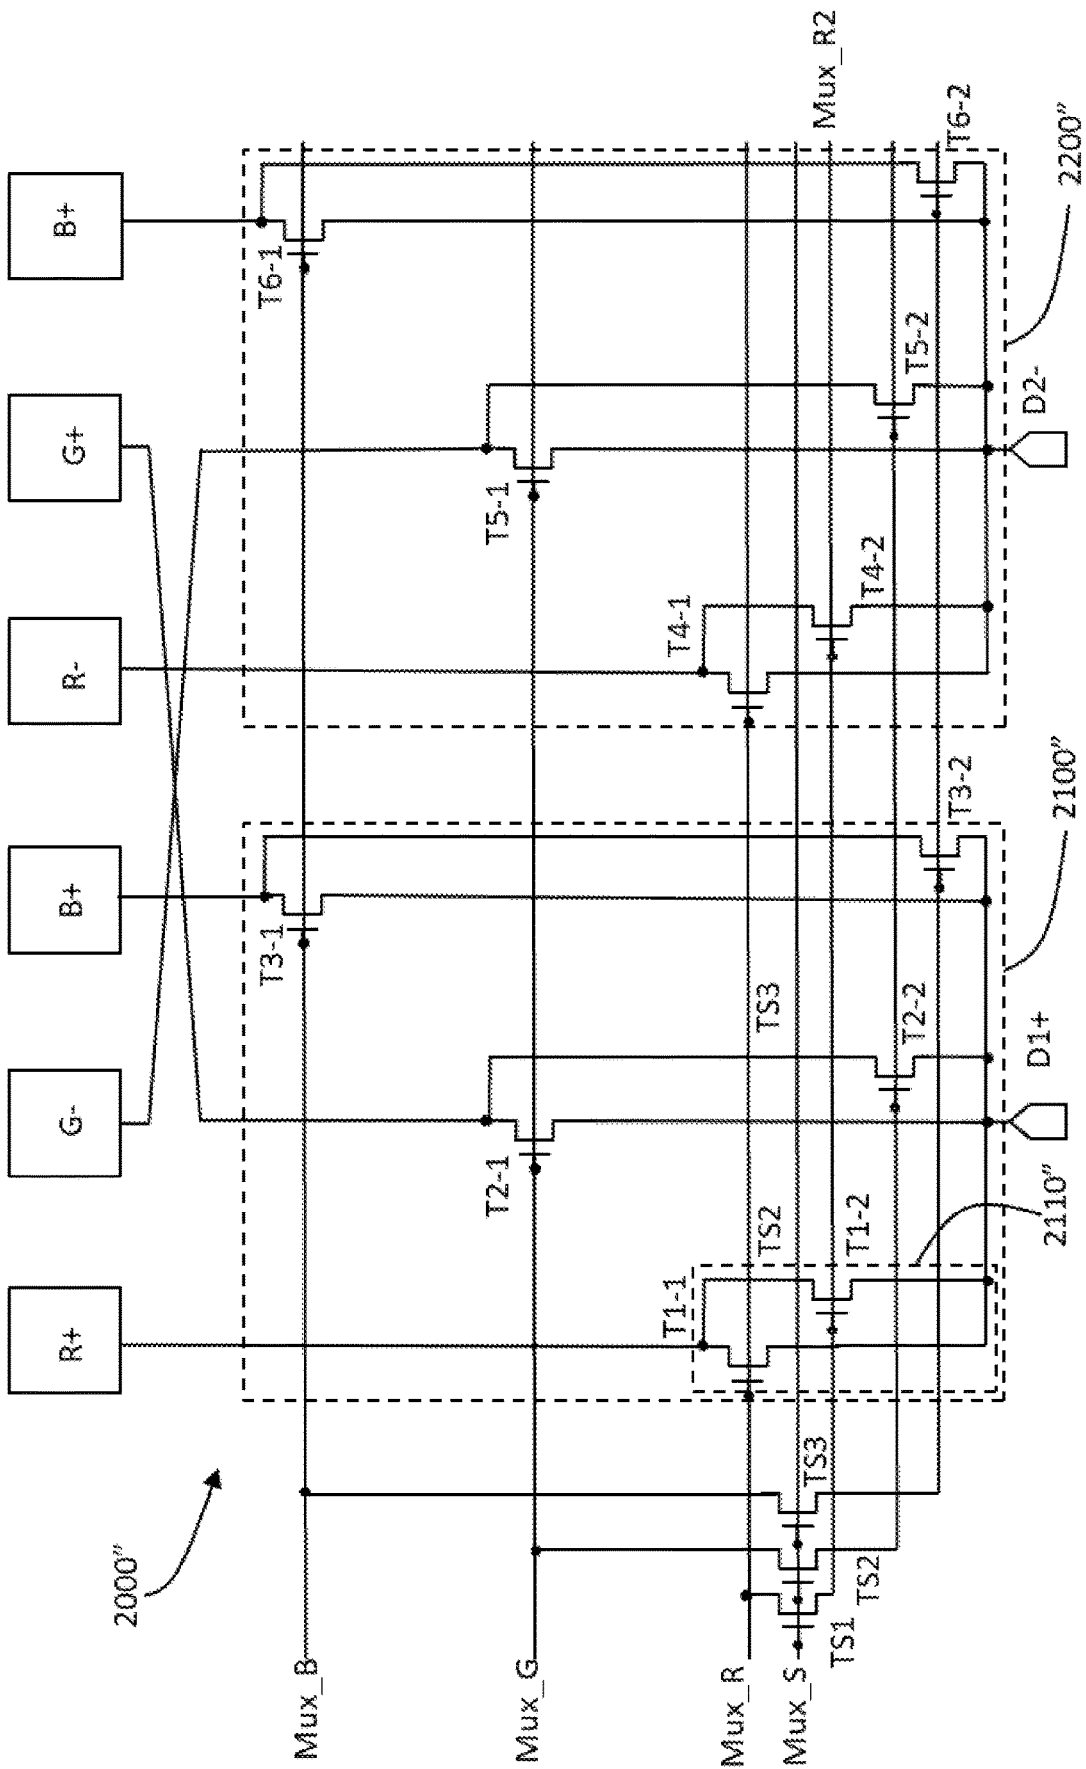 2000”
R+
G-
B+
R-
G+
B+
Mux_B
T3-1
T6-1
Mux_G
T2-1
T5-1
T1-1
T4-1
Mux_R
TS2
TS3
Mux_S
TS3
Mux_R2
TS1
T1-2
T4-2
TS2
T2-2
T5-2
T3-2
T6-2
2110”
D1+
2100”
D2-
2200”